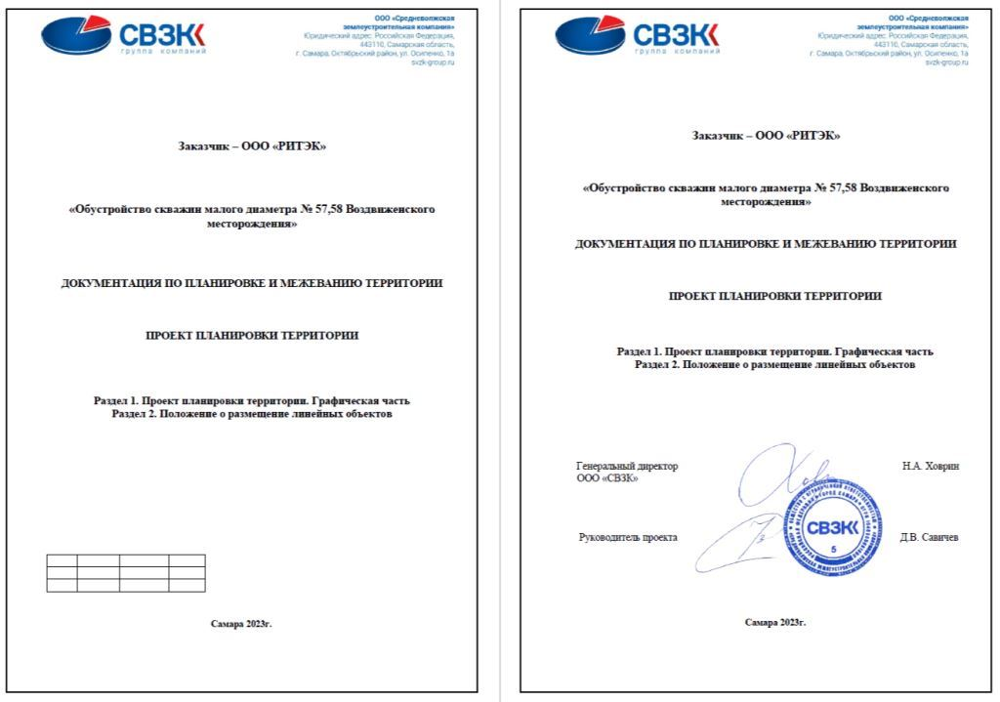 СВЗК
группа компаний
ООО «Средневолжская
землеустроительная компания»
Юридический адрес: Российская Федерация,
443110, Самарская область,
г. Самара, Октябрьский район, ул. Осипенко, 1а
svzk-group.ru
Заказчик – ООО «РИТЭК»
«Обустройство скважин малого диаметра № 57,58 Воздвиженского
месторождения»
ДОКУМЕНТАЦИЯ ПО ПЛАНИРОВКЕ И МЕЖЕВАНИЮ ТЕРРИТОРИИ
ПРОЕКТ ПЛАНИРОВКИ ТЕРРИТОРИИ
Раздел 1. Проект планировки территории. Графическая часть
Раздел 2. Положение о размещение линейных объектов
Самара 2023г.
СВЗК
группа компаний
ООО «Средневолжская
землеустроительная компания»
Юридический адрес: Российская Федерация,
443110, Самарская область,
г. Самара, Октябрьский район, ул. Осипенко, 1а
svzk-group.ru
Заказчик – ООО «РИТЭК»
«Обустройство скважин малого диаметра № 57,58 Воздвиженского
месторождения»
ДОКУМЕНТАЦИЯ ПО ПЛАНИРОВКЕ И МЕЖЕВАНИЮ ТЕРРИТОРИИ
ПРОЕКТ ПЛАНИРОВКИ ТЕРРИТОРИИ
Раздел 1. Проект планировки территории. Графическая часть
Раздел 2. Положение о размещение линейных объектов
Генеральный директор
ООО «СВЗК»
Н.А. Ховрин
СВЗК
5
Руководитель проекта
Д.В. Савичев
Самара 2023г.